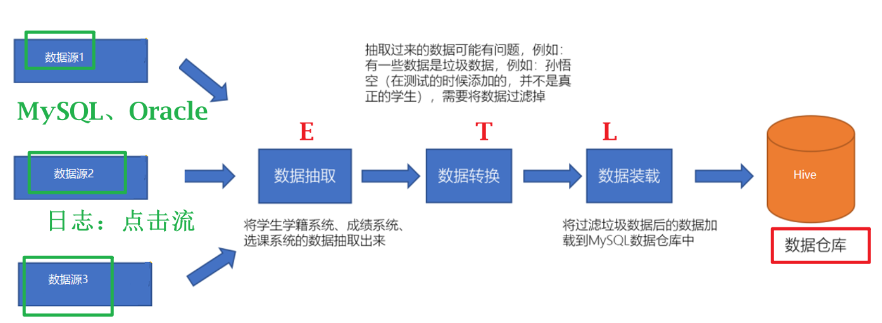 数据源1
MySQL、Oracle
数据源2
日志：点击流
数据源3
抽取过来的数据可能有问题，例如：
有一些数据是垃圾数据，例如：孙悟
空（在测试的时候添加的，并不是真
正的学生），需要将数据过滤掉
E
T
L
数据抽取
数据转换
数据装载
将学生学籍系统、成绩系统、
选课系统的数据抽取出来
将过滤垃圾数据后的数据加
载到MySQL数据仓库中
Hive
数据仓库